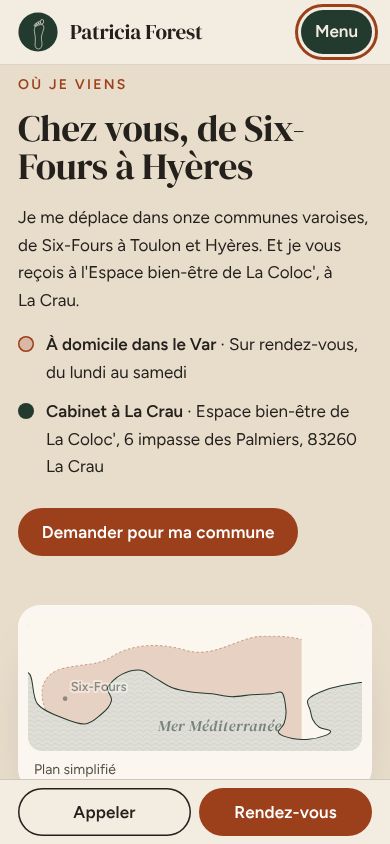 Patricia Forest
Menu
OÙ JE VIENS
Chez vous, de Six-
Fours à Hyères
Je me déplace dans onze communes varoises,
de Six-Fours à Toulon et Hyères. Et je vous
reçois à l'Espace bien-être de La Coloc', à
La Crau.
À domicile dans le Var · Sur rendez-vous,
du lundi au samedi
Cabinet à La Crau · Espace bien-être de
La Coloc', 6 impasse des Palmiers, 83260
La Crau
Demander pour ma commune
Six-Fours
Mer Méditerranée
Plan simplifié
Appeler
Rendez-vous